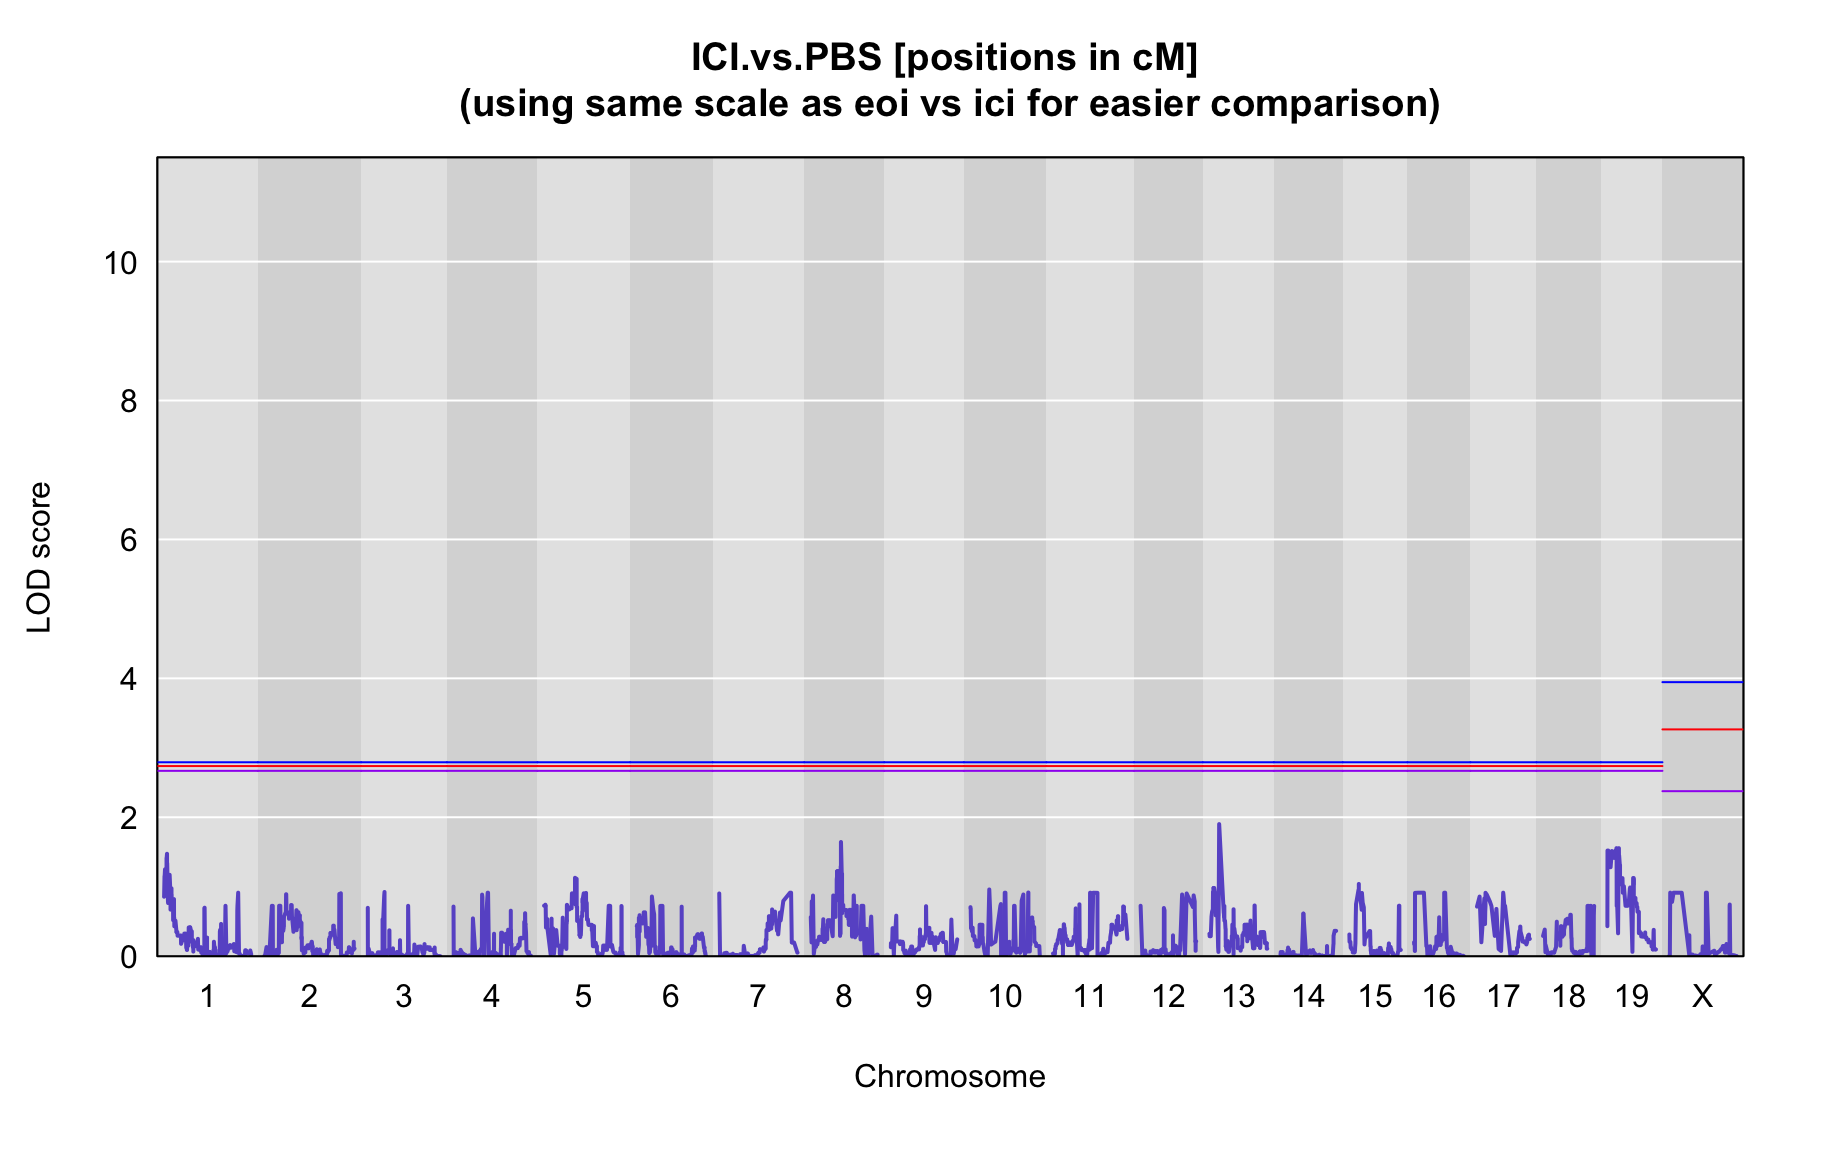 ICI.vs.PBS [positions in cM]
(using same scale as eoi vs ici for easier comparison)
10
8
6
4
2
0
LOD score
1 2 3 4 5 6 7 8 9 10 11 12 13 14 15 16 17 18 19 X
Chromosome